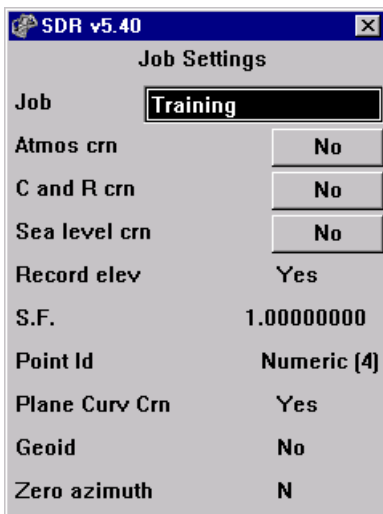 SDR v5.40
Job Settings
Job Training
Atmos crn No
C and R crn No
Sea level crn No
Record elev Yes
S.F. 1.00000000
Point Id Numeric (4)
Plane Curv Crn Yes
Geoid No
Zero azimuth N